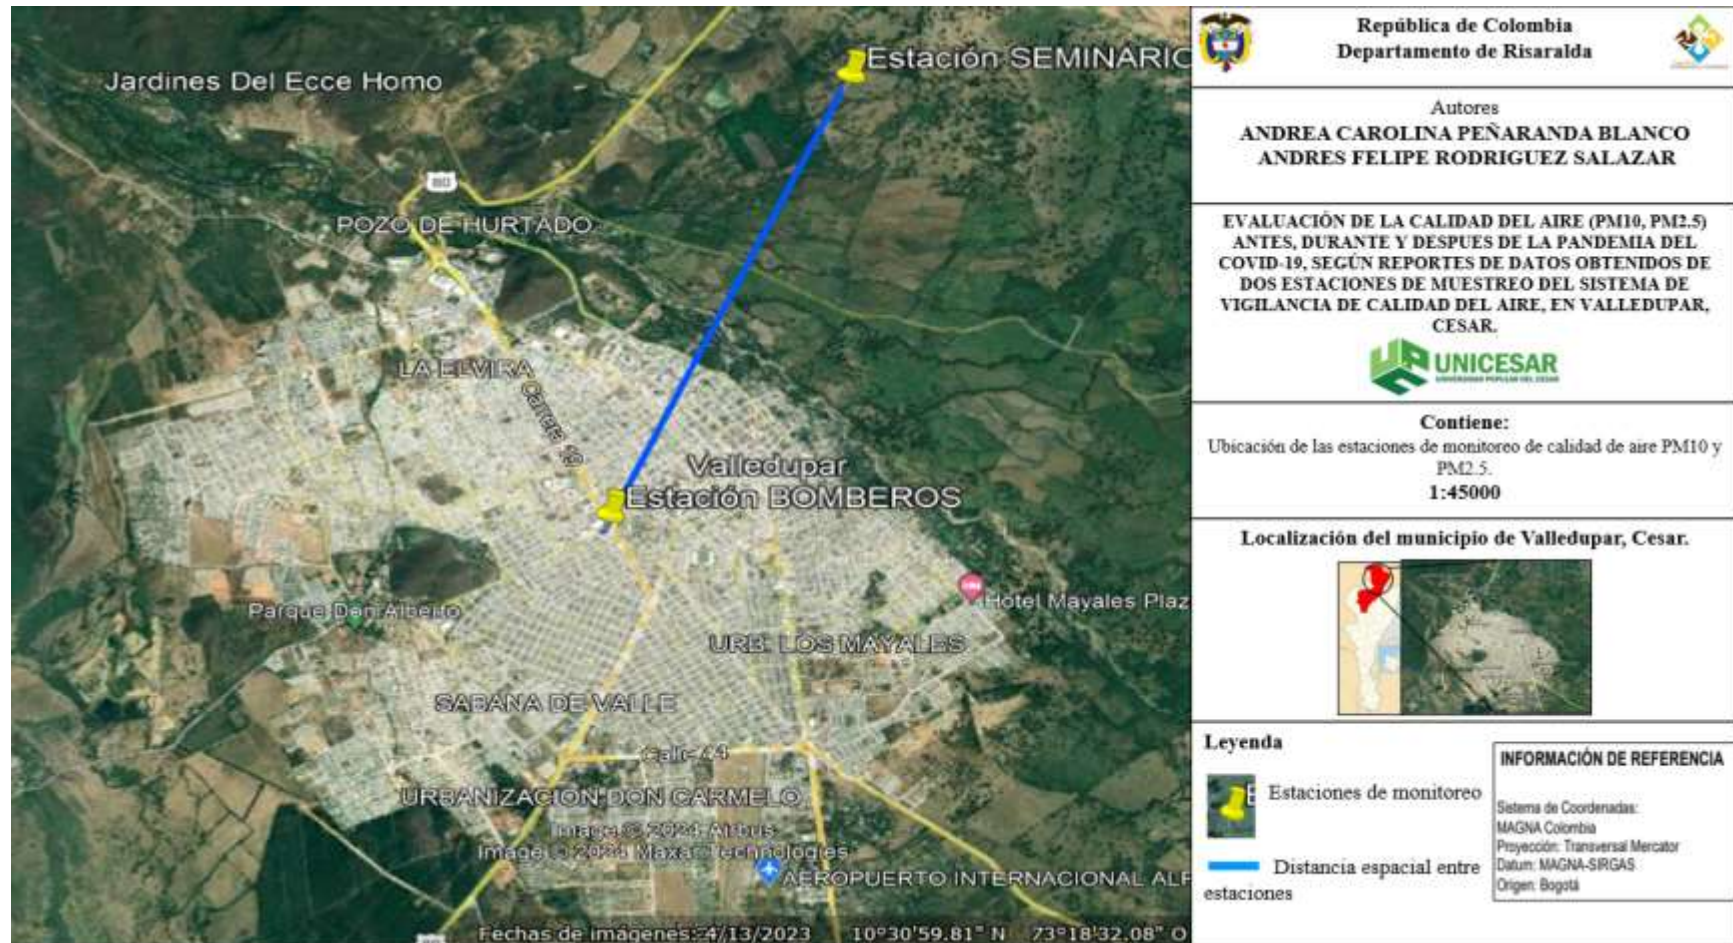 Estación SEMINARIO
Jardines Del Ecce Homo
POZO DE HURTADO
LA ELVIRA
Carrera 19
Valledupar
Estación BOMBEROS
Parque Don Alberto
Hotel Mayales Plaz
URB. LOS MAYALES
SABANA DE VALLE
Calle 44
URBANIZACIÓN DON CARMELO
Image © 2024 Airbus
Image © 2024 Maxar Technologies
AEROPUERTO INTERNACIONAL ALF
Fechas de imágenes: 4/13/2023 10°30'59.81" N 73°18'32.08" O
República de Colombia
Departamento de Risaralda
Autores
ANDREA CAROLINA PEÑARANDA BLANCO
ANDRES FELIPE RODRIGUEZ SALAZAR
EVALUACIÓN DE LA CALIDAD DEL AIRE (PM10, PM2.5)
ANTES, DURANTE Y DESPUES DE LA PANDEMIA DEL
COVID-19, SEGÚN REPORTES DE DATOS OBTENIDOS DE
DOS ESTACIONES DE MUESTREO DEL SISTEMA DE
VIGILANCIA DE CALIDAD DEL AIRE, EN VALLEDUPAR,
CESAR.
UNICESAR
UNIVERSIDAD POPULAR DEL CESAR
Contiene:
Ubicación de las estaciones de monitoreo de calidad de aire PM10 y
PM2.5.
1:45000
Localización del municipio de Valledupar, Cesar.
Leyenda
Estaciones de monitoreo
Distancia espacial entre
estaciones
INFORMACIÓN DE REFERENCIA
Sistema de Coordenadas:
MAGNA Colombia
Proyección: Transversal Mercator
Datum: MAGNA-SIRGAS
Origen: Bogotá